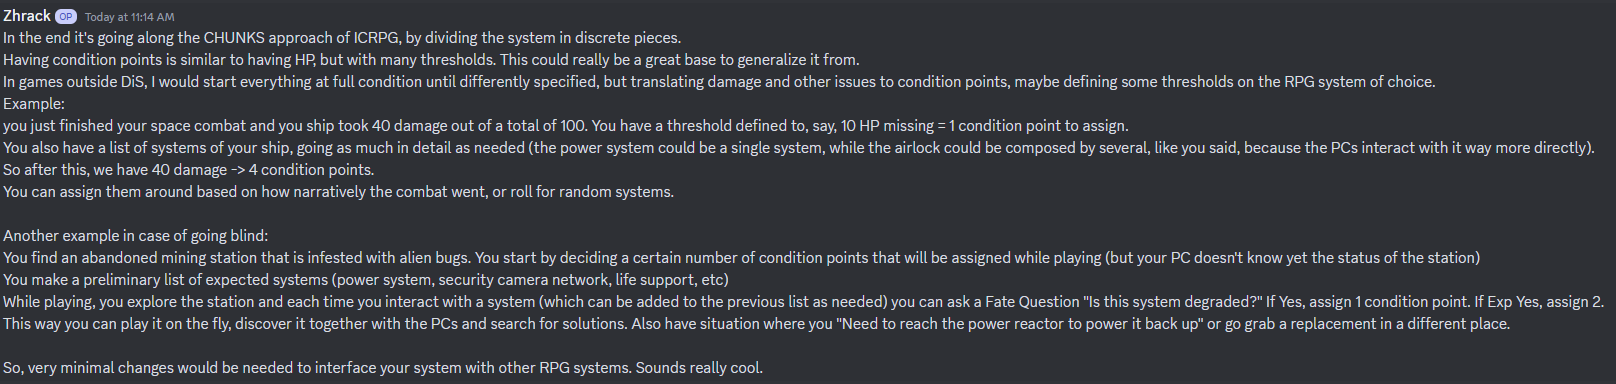 Zhrack OP Today at 11:14 AM
In the end it's going along the CHUNKS approach of ICRPG, by dividing the system in discrete pieces.
Having condition points is similar to having HP, but with many thresholds. This could really be a great base to generalize it from.
In games outside DiS, I would start everything at full condition until differently specified, but translating damage and other issues to condition points, maybe defining some thresholds on the RPG system of choice.
Example:
you just finished your space combat and you ship took 40 damage out of a total of 100. You have a threshold defined to, say, 10 HP missing = 1 condition point to assign.
You also have a list of systems of your ship, going as much in detail as needed (the power system could be a single system, while the airlock could be composed by several, like you said, because the PCs interact with it way more directly).
So after this, we have 40 damage -> 4 condition points.
You can assign them around based on how narratively the combat went, or roll for random systems.
Another example in case of going blind:
You find an abandoned mining station that is infested with alien bugs. You start by deciding a certain number of condition points that will be assigned while playing (but your PC doesn't know yet the status of the station)
You make a preliminary list of expected systems (power system, security camera network, life support, etc)
While playing, you explore the station and each time you interact with a system (which can be added to the previous list as needed) you can ask a Fate Question "Is this system degraded?" If Yes, assign 1 condition point. If Exp Yes, assign 2.
This way you can play it on the fly, discover it together with the PCs and search for solutions. Also have situation where you "Need to reach the power reactor to power it back up" or go grab a replacement in a different place.
So, very minimal changes would be needed to interface your system with other RPG systems. Sounds really cool.